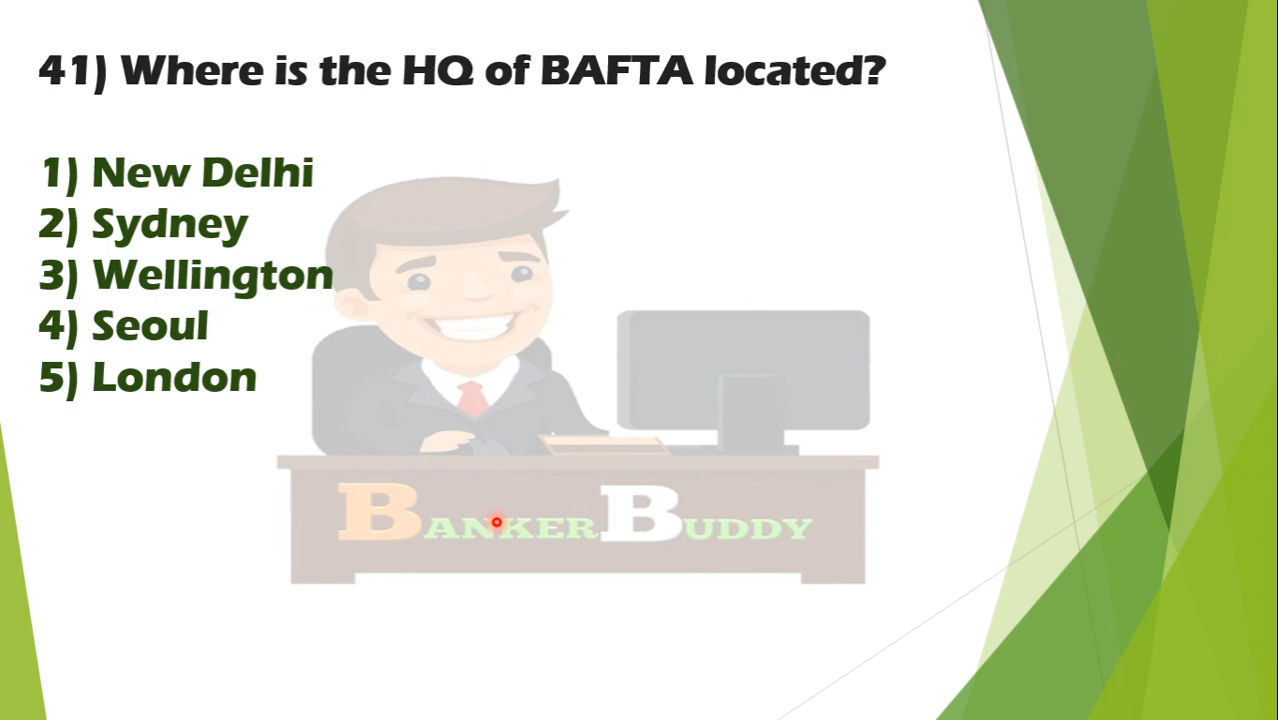 41) Where is the HQ of BAFTA located?
1) New Delhi
2) Sydney
3) Wellington
4) Seoul
5) London
BANKERBUDDY